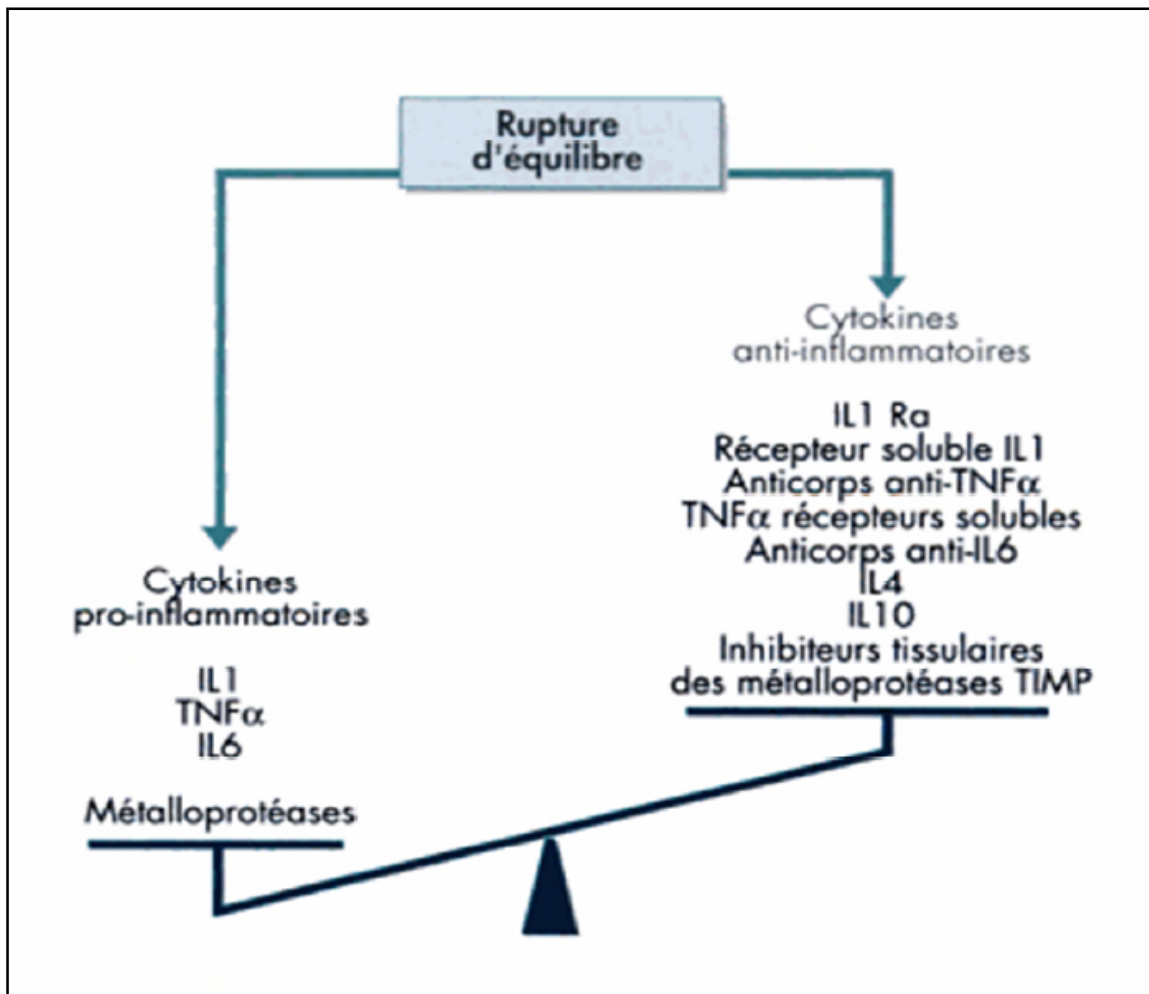 Rupture
d'équilibre
Cytokines
pro-inflammatoires
IL1
TNFα
IL6
Métalloprotéases
Cytokines
anti-inflammatoires
IL1 Ra
Récepteur soluble IL1
Anticorps anti-TNFα
TNFα récepteurs solubles
Anticorps anti-IL6
IL4
IL10
Inhibiteurs tissulaires
des métalloprotéases TIMP